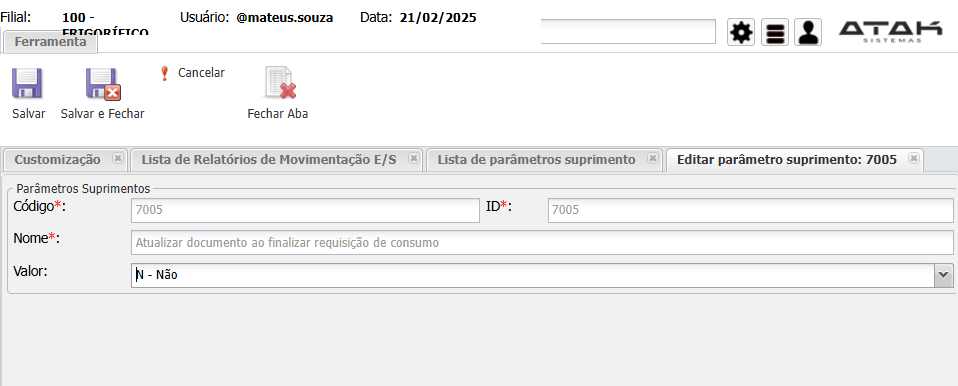 Filial: 100 - FRIGORÍFICO Usuário: @mateus.souza Data: 21/02/2025
ATAK SISTEMAS
Ferramenta
Salvar Salvar e Fechar Cancelar Fechar Aba
Customização Lista de Relatórios de Movimentação E/S Lista de parâmetros suprimento Editar parâmetro suprimento: 7005
Parâmetros Suprimentos
Código*: 7005 ID*: 7005
Nome*: Atualizar documento ao finalizar requisição de consumo
Valor: N - Não